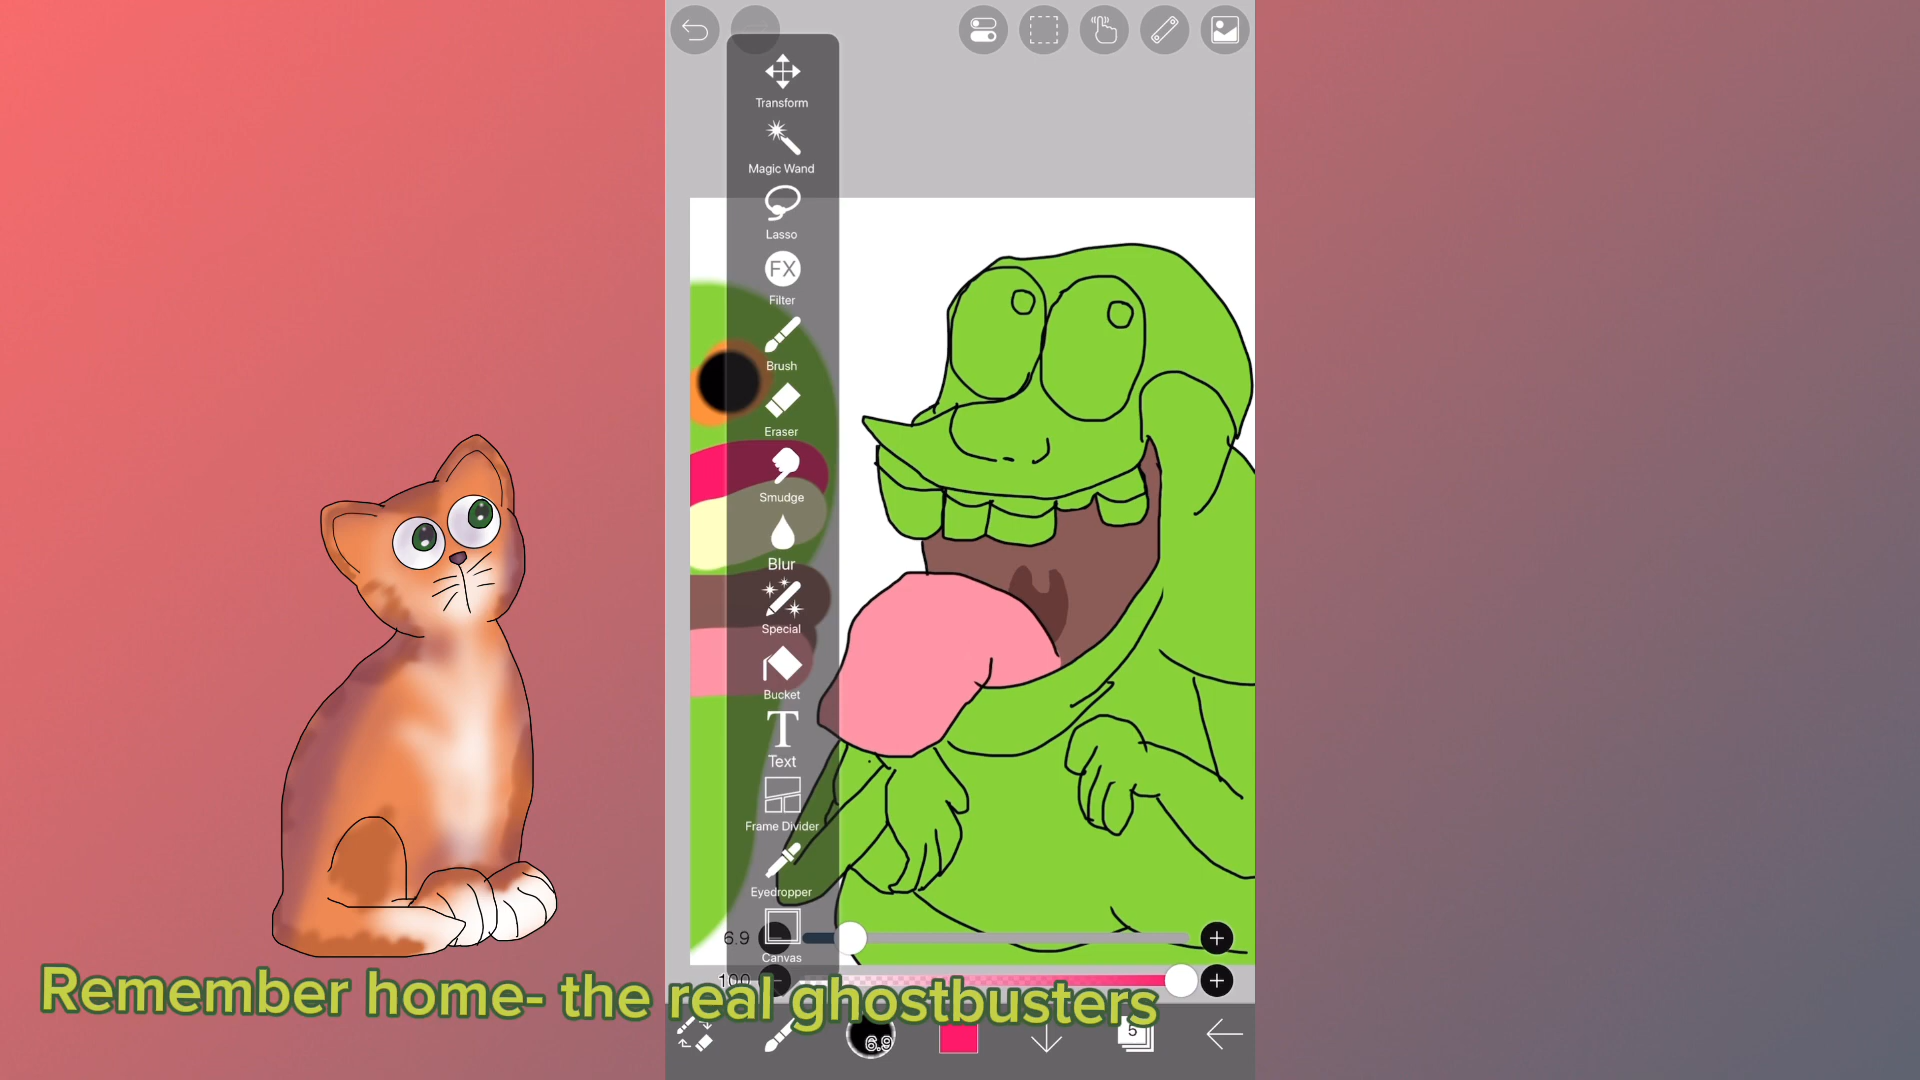 Transform
Magic Wand
Lasso
FX
Filter
Brush
Eraser
Smudge
Blur
Special
Bucket
T
Text
Frame Divider
Eyedropper
6.9
Canvas
100
Remember home- the real ghostbusters
6.9
5